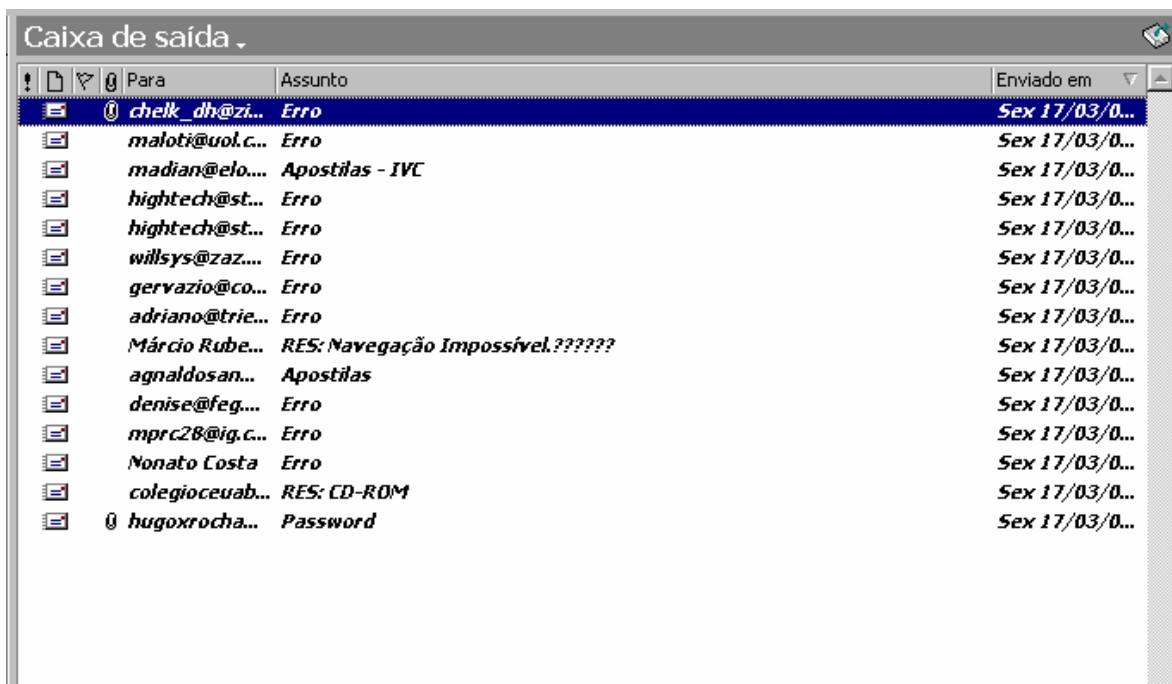 Caixa de saída
Para Assunto Enviado em
chelk_dh@zi... Erro Sex 17/03/0...
maloti@uol.c... Erro Sex 17/03/0...
madian@elo.... Apostilas - IVC Sex 17/03/0...
hightech@st... Erro Sex 17/03/0...
hightech@st... Erro Sex 17/03/0...
willsys@zaz.... Erro Sex 17/03/0...
gervazio@co... Erro Sex 17/03/0...
adriano@trie... Erro Sex 17/03/0...
Márcio Rube... RES: Navegação Impossível.?????? Sex 17/03/0...
agnaldosan... Apostilas Sex 17/03/0...
denise@feg.... Erro Sex 17/03/0...
mprc28@ig.c... Erro Sex 17/03/0...
Nonato Costa Erro Sex 17/03/0...
colegioceuab... RES: CD-ROM Sex 17/03/0...
hugoxrocha... Password Sex 17/03/0...